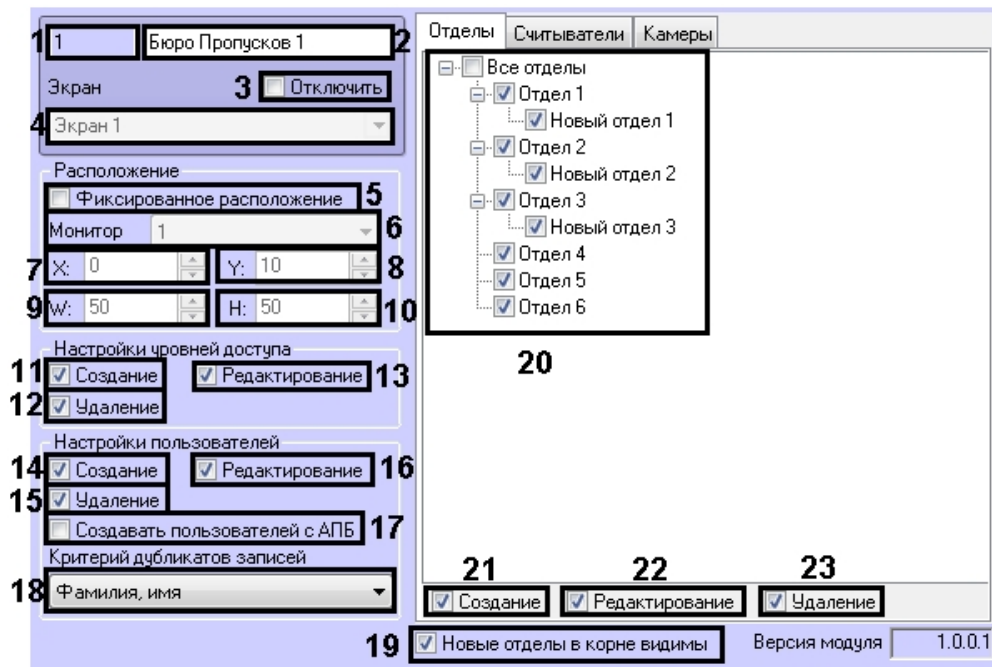 1 1 Бюро Пропусков 1 2
Экран 3 Отключить
4 Экран 1
Расположение
Фиксированное расположение 5
Монитор 1 6
7 X: 0 Y: 10 8
9 W: 50 H: 50 10
Настройки уровней доступа
11 Создание Редактирование 13
12 Удаление
Настройки пользователей
14 Создание Редактирование 16
15 Удаление
Создавать пользователей с АПБ 17
Критерий дубликатов записей
18 Фамилия, имя
Отделы Считыватели Камеры
Все отделы
Отдел 1
Новый отдел 1
Отдел 2
Новый отдел 2
Отдел 3
Новый отдел 3
Отдел 4
Отдел 5
Отдел 6
20
21 22 23
Создание Редактирование Удаление
19 Новые отделы в корне видимы Версия модуля 1.0.0.1